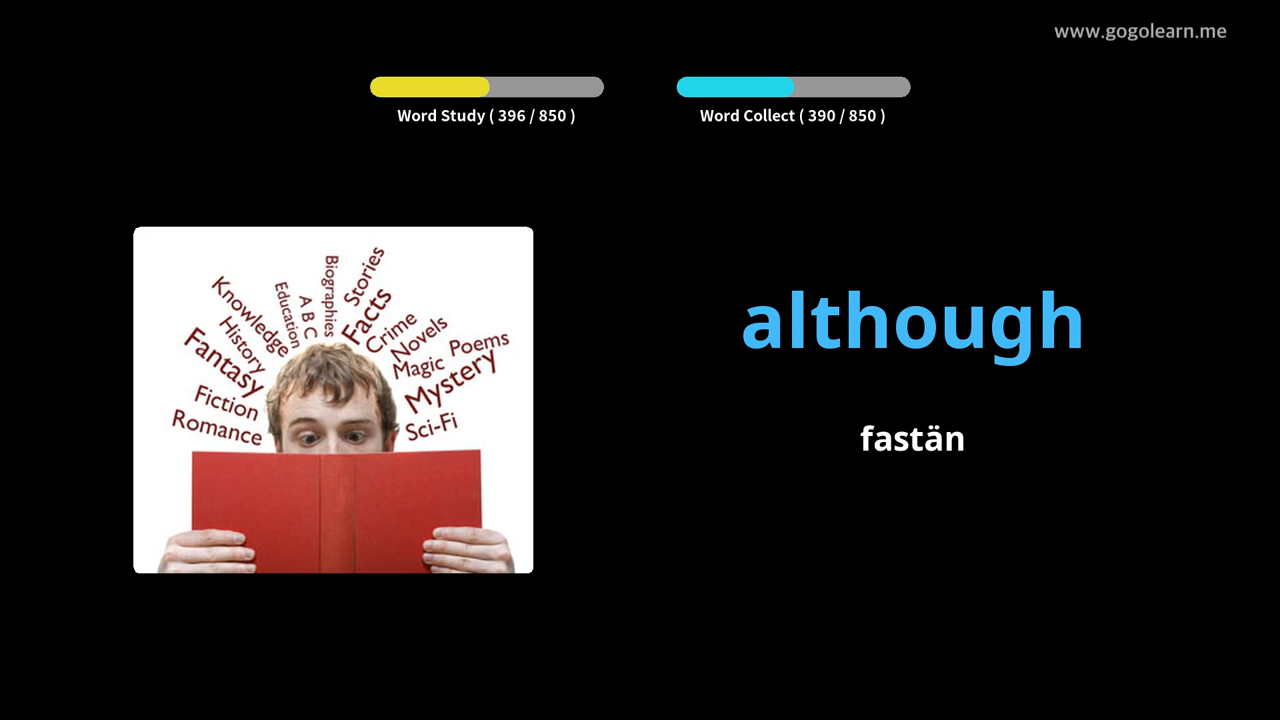 www.gogolearn.me
Word Study ( 396 / 850 )
Word Collect ( 390 / 850 )
Biographies
Stories
Education
A B C
Facts
Knowledge
Crime
History
Novels
Fantasy
Magic
Poems
Mystery
Fiction
Romance
Sci-Fi
although
fastän